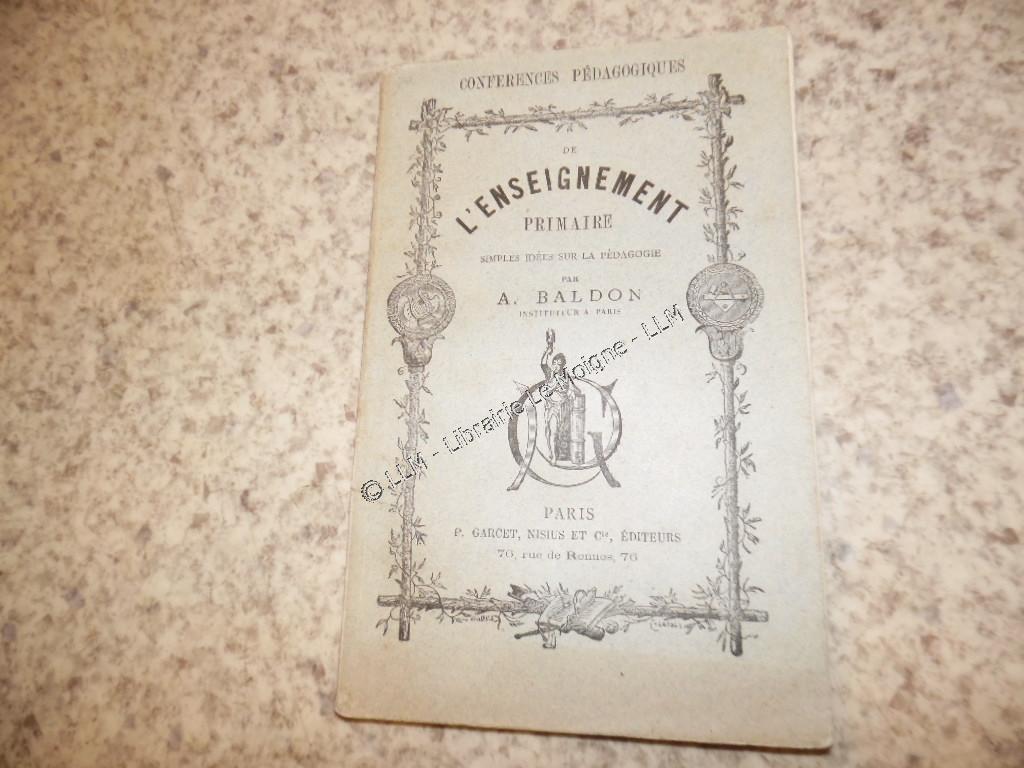 CONFERENCES PÉDAGOGIQUES
DE
L'ENSEIGNEMENT
PRIMAIRE
SIMPLES IDÉES SUR LA PÉDAGOGIE
PAR
A. BALDON
INSTITUTEUR A PARIS
© LLM - Librairie Le Moigne - LLM
PARIS
P. GARCET, NISIUS ET Cie, ÉDITEURS
76, rue de Rennes, 76